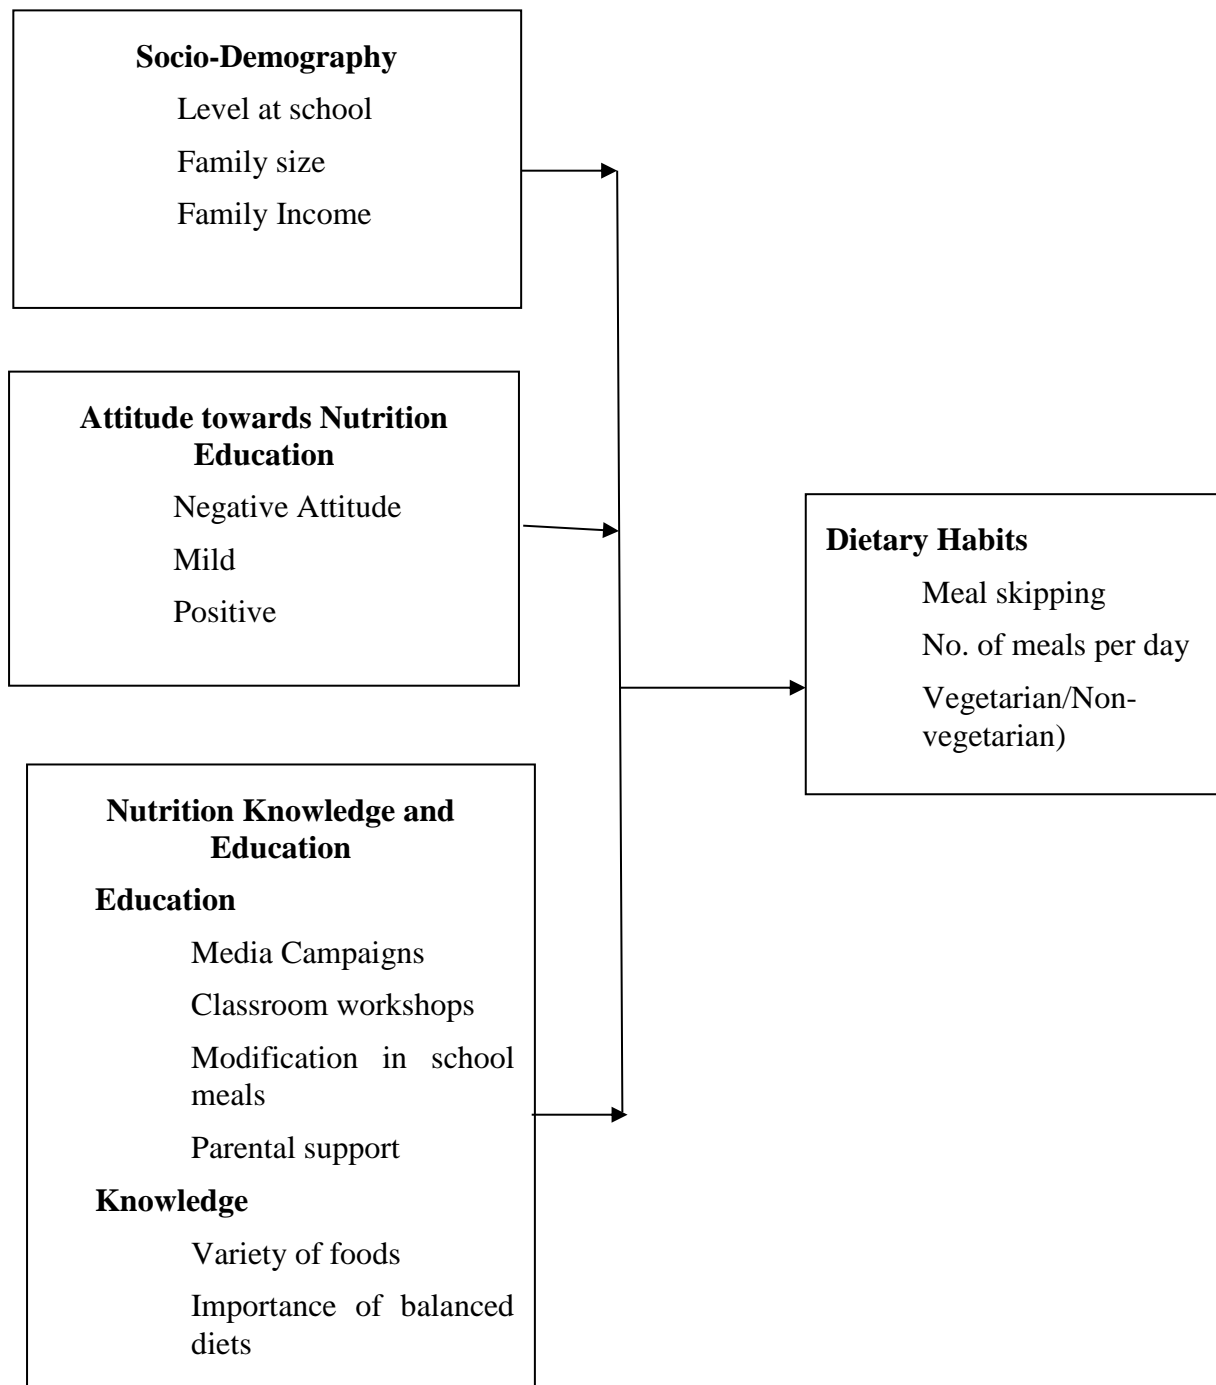 Socio-Demography
Level at school
Family size
Family Income
Attitude towards Nutrition
Education
Negative Attitude
Mild
Positive
Nutrition Knowledge and
Education
Education
Media Campaigns
Classroom workshops
Modification in school
meals
Parental support
Knowledge
Variety of foods
Importance of balanced
diets
Dietary Habits
Meal skipping
No. of meals per day
Vegetarian/Non-
vegetarian)